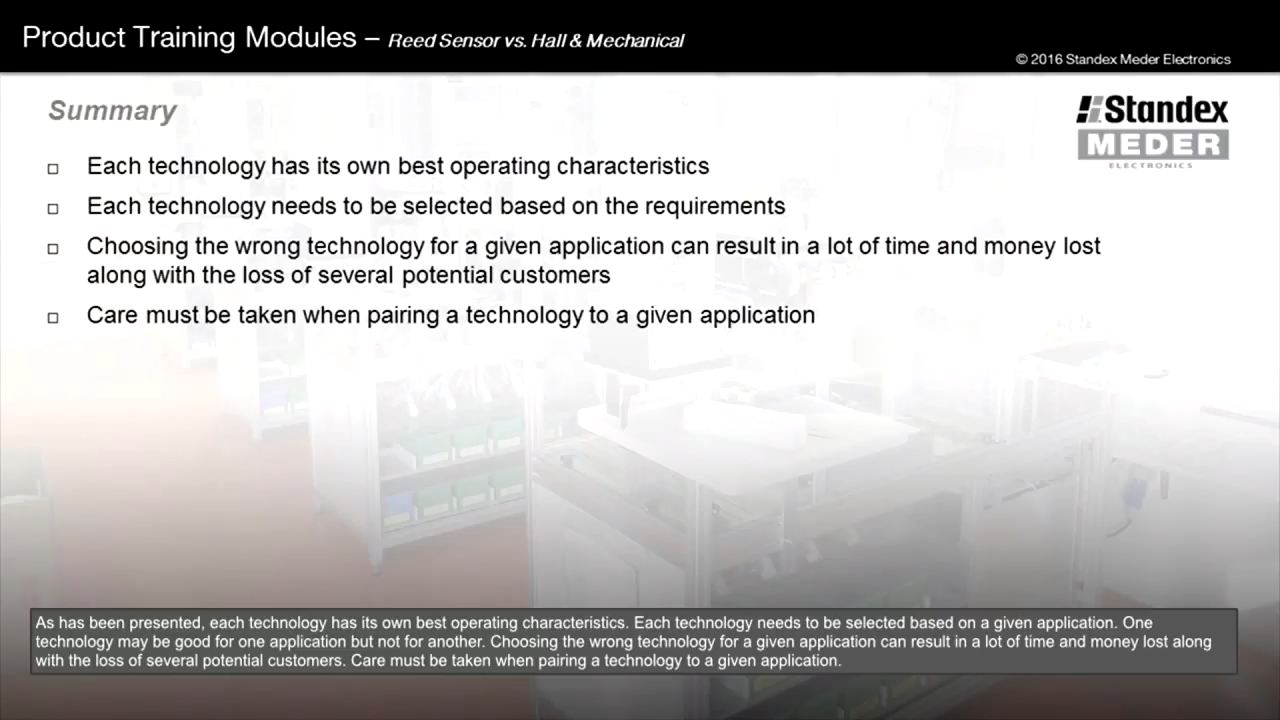 Product Training Modules – Reed Sensor vs. Hall & Mechanical
© 2016 Standex Meder Electronics
Summary
Standex
MEDER
ELECTRONICS
Each technology has its own best operating characteristics
Each technology needs to be selected based on the requirements
Choosing the wrong technology for a given application can result in a lot of time and money lost
along with the loss of several potential customers
Care must be taken when pairing a technology to a given application
As has been presented, each technology has its own best operating characteristics. Each technology needs to be selected based on a given application. One
technology may be good for one application but not for another. Choosing the wrong technology for a given application can result in a lot of time and money lost along
with the loss of several potential customers. Care must be taken when pairing a technology to a given application.